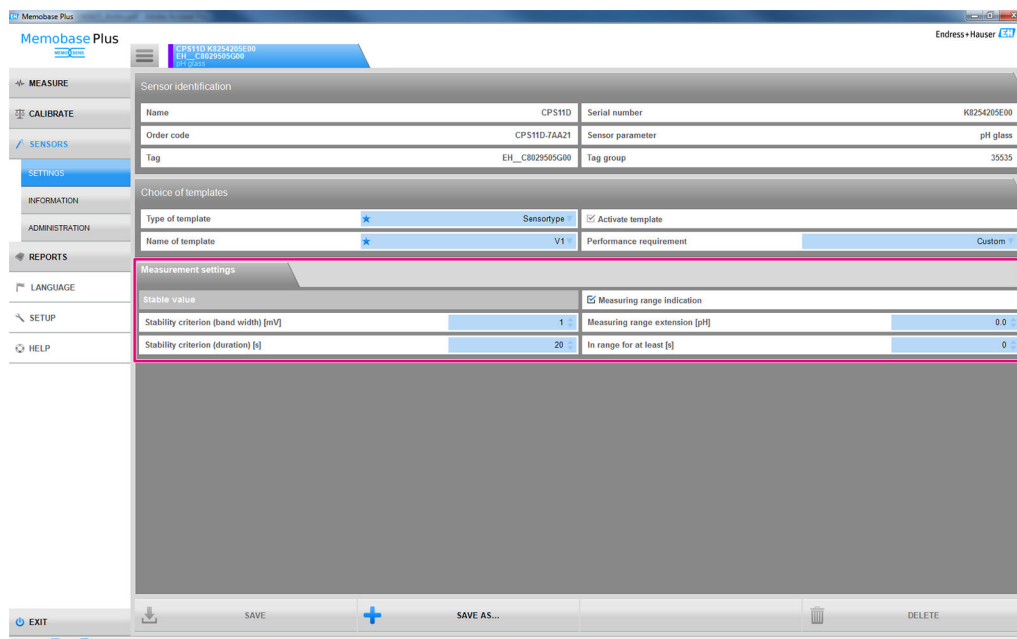 Memobase Plus
Memobase Plus
MEMOSENS
CPS11D K8254205E00
EH__C8029505G00
pH glass
Endress+Hauser EH
MEASURE
CALIBRATE
SENSORS
SETTINGS
INFORMATION
ADMINISTRATION
REPORTS
LANGUAGE
SETUP
HELP
EXIT
Sensor identification
Name CPS11D Serial number K8254205E00
Order code CPS11D-7AA21 Sensor parameter pH glass
Tag EH__C8029505G00 Tag group 35535
Choice of templates
Type of template Sensortype Activate template
Name of template V1 Performance requirement Custom
Measurement settings
Stable value Measuring range indication
Stability criterion (band width) [mV] 1 Measuring range extension [pH] 0.0
Stability criterion (duration) [s] 20 In range for at least [s] 0
SAVE SAVE AS... DELETE